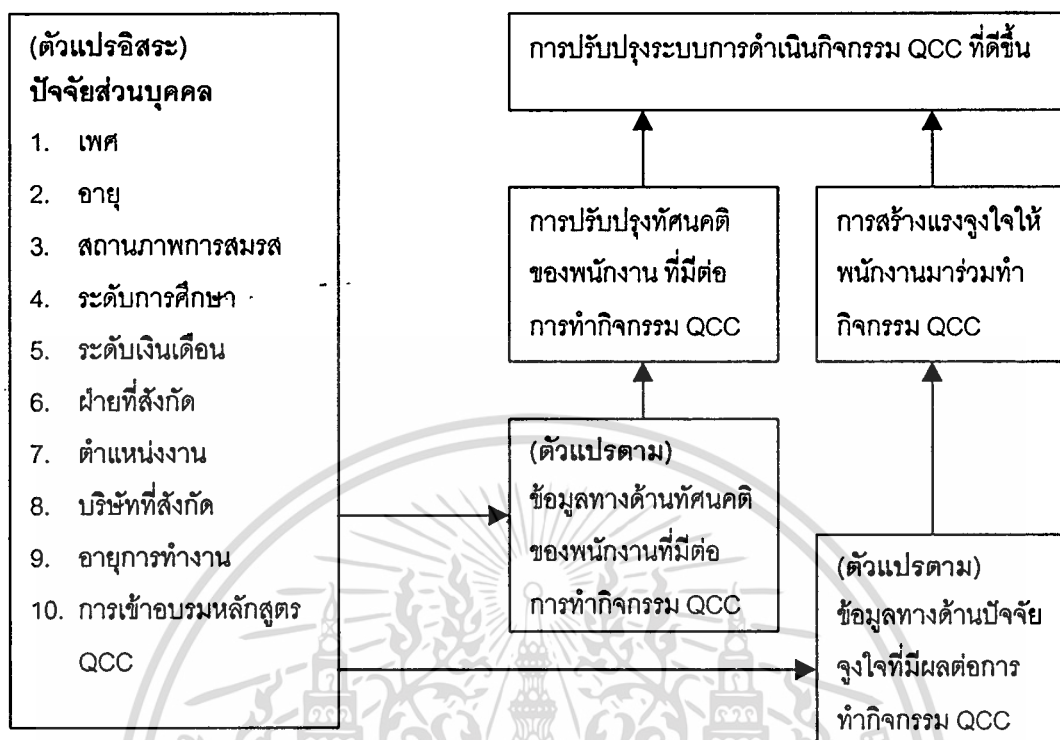 (ตัวแปรอิสระ)
ปัจจัยส่วนบุคคล
1. เพศ
2. อายุ
3. สถานภาพการสมรส
4. ระดับการศึกษา
5. ระดับเงินเดือน
6. ฝ่ายที่สังกัด
7. ตำแหน่งงาน
8. บริษัทที่สังกัด
9. อายุการทำงาน
10. การเข้าอบรมหลักสูตร
QCC
การปรับปรุงระบบการดำเนินกิจกรรม QCC ที่ดีขึ้น
การปรับปรุงทัศนคติ
ของพนักงาน ที่มีต่อ
การทำกิจกรรม QCC
การสร้างแรงจูงใจให้
พนักงานมาร่วมทำ
กิจกรรม QCC
(ตัวแปรตาม)
ข้อมูลทางด้านทัศนคติ
ของพนักงานที่มีต่อ
การทำกิจกรรม QCC
(ตัวแปรตาม)
ข้อมูลทางด้านปัจจัย
จูงใจที่มีผลต่อการ
ทำกิจกรรม QCC